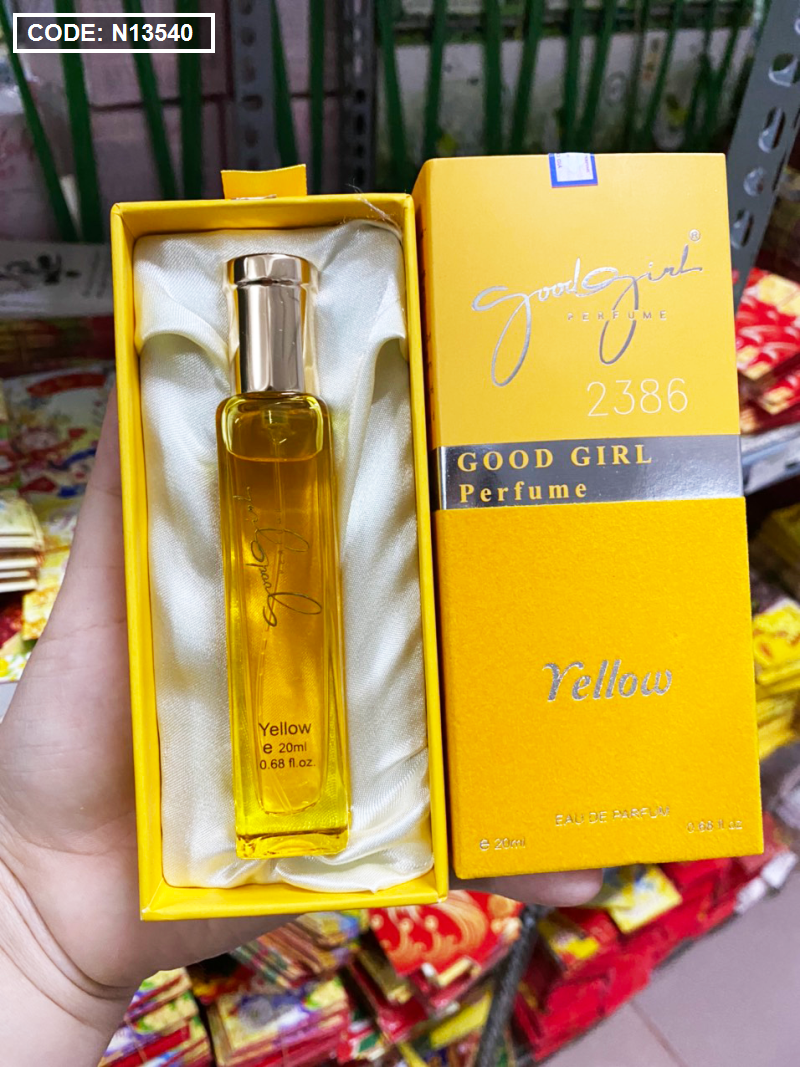 CODE: N13540
good girl®
PERFUME
2386
GOOD GIRL
Perfume
Yellow
EAU DE PARFUM
e 20ml
0.68 fl oz
good girl
Yellow
e 20ml
0.68 fl.oz.